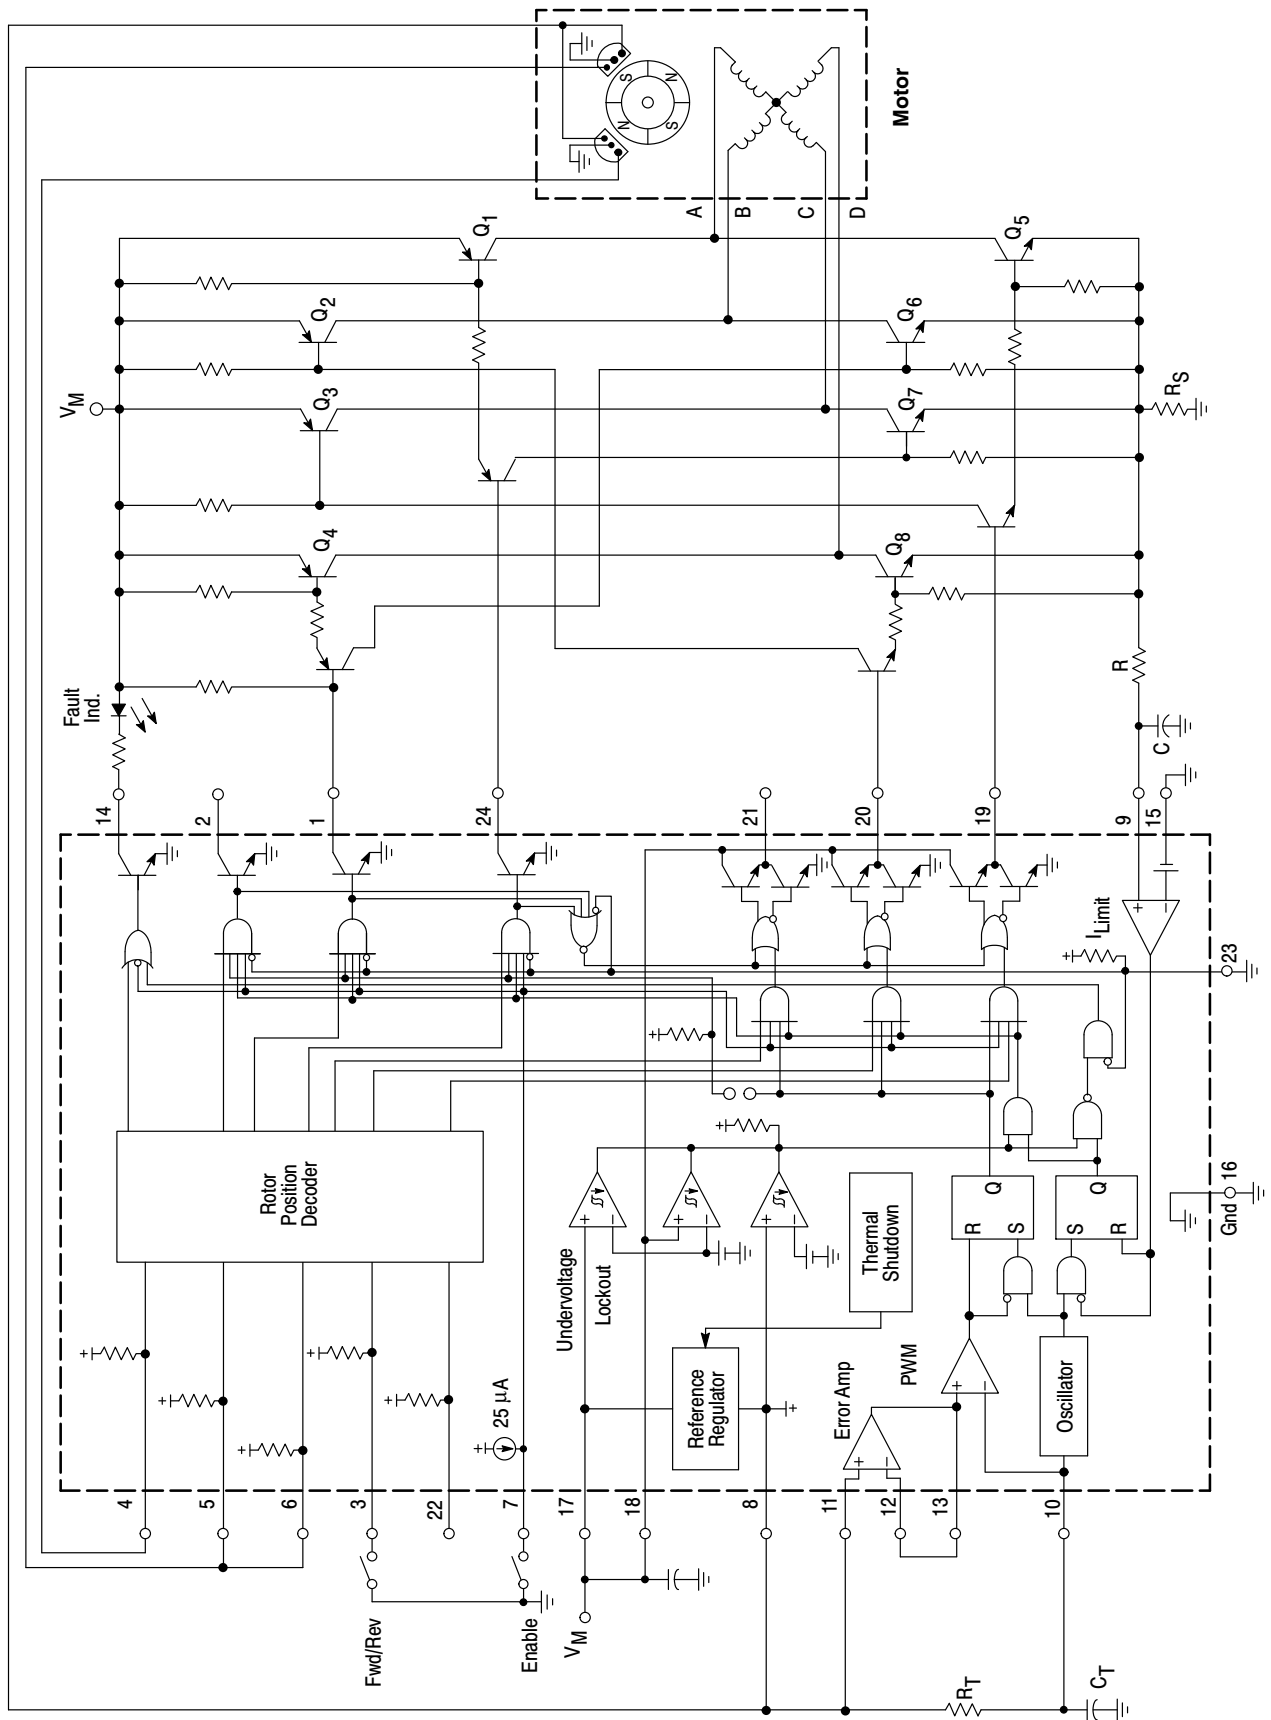 Motor
S
N
N
S
A
B
C
D
Q1
Q5
Q2
Q6
VM
Q3
Q7
RS
Q4
Q8
Fault
Ind.
R
C
14
2
1
24
21
20
19
9
15
ILimit
+
+
−
23
Rotor
Position
Decoder
+
Undervoltage
Lockout
+
−
+
−
+
−
+
Thermal
Shutdown
Reference
Regulator
+
Q
R
S
Q
S
R
Gnd 16
PWM
+
−
Error Amp
+
−
Oscillator
+
+
+
+
+
+
25 µA
4
5
6
3
22
7
17
18
8
11
12
13
10
Fwd/Rev
Enable
VM
RT
CT